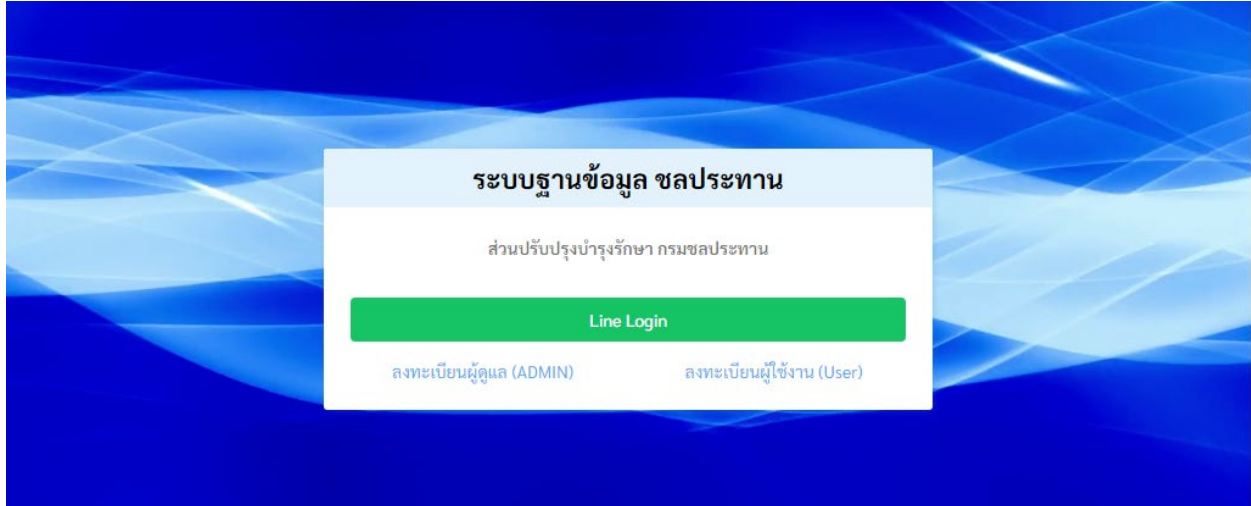 ระบบฐานข้อมูล ชลประทาน
ส่วนปรับปรุงบำรุงรักษา กรมชลประทาน
Line Login
ลงทะเบียนผู้ดูแล (ADMIN) ลงทะเบียนผู้ใช้งาน (User)